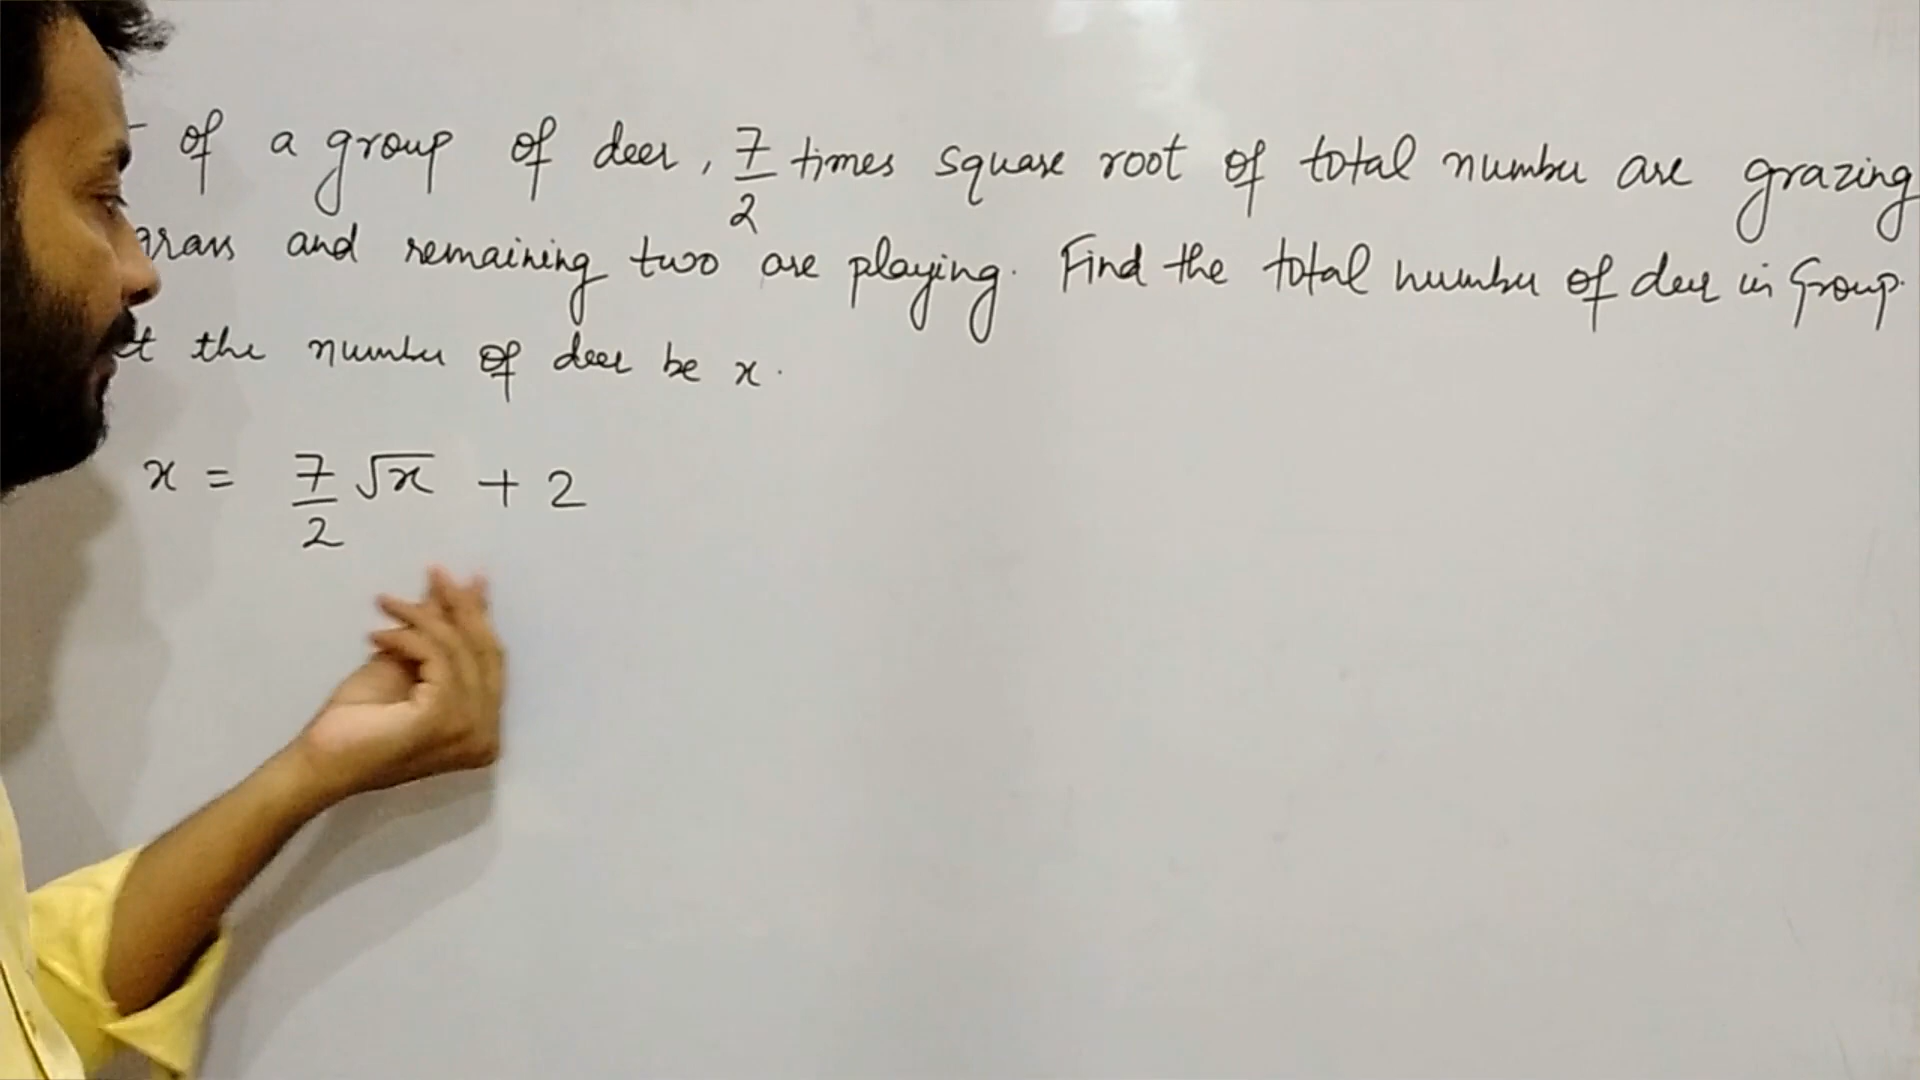 of a group of deer, 7/2 times square root of total number are grazing
grass and remaining two are playing. Find the total number of deer in Group.
the number of deer be x.
x = 7/2 √x + 2